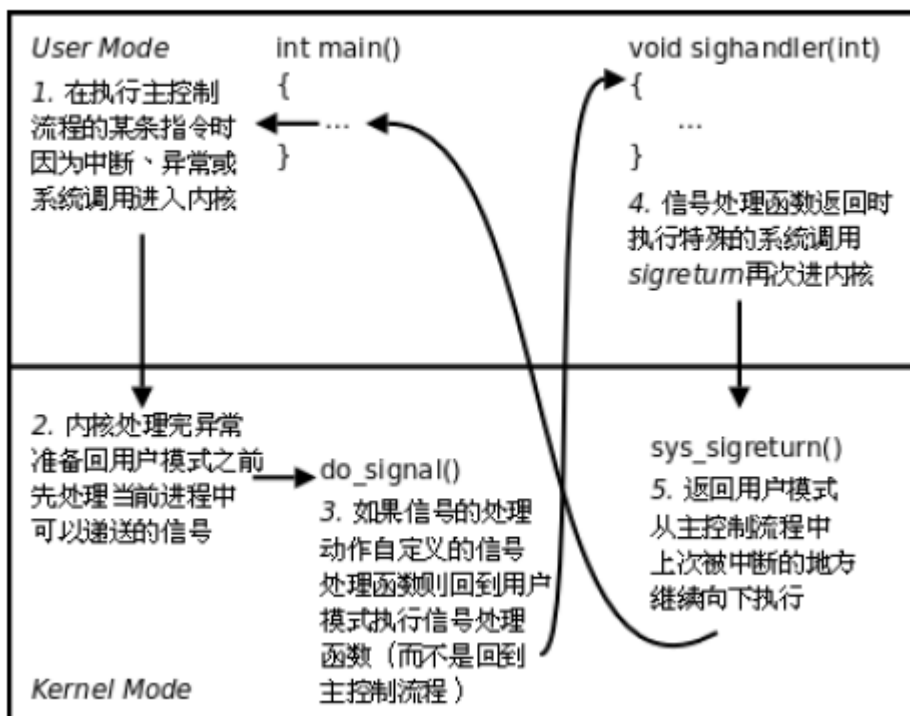 User Mode
1. 在执行主控制
流程的某条指令时
因为中断、异常或
系统调用进入内核
int main()
{
...
}
void sighandler(int)
{
...
}
4. 信号处理函数返回时
执行特殊的系统调用
sigreturn再次进内核
2. 内核处理完异常
准备回用户模式之前
先处理当前进程中
可以递送的信号
do_signal()
3. 如果信号的处理
动作自定义的信号
处理函数则回到用户
模式执行信号处理
函数（而不是回到
主控制流程）
sys_sigreturn()
5. 返回用户模式
从主控制流程中
上次被中断的地方
继续向下执行
Kernel Mode